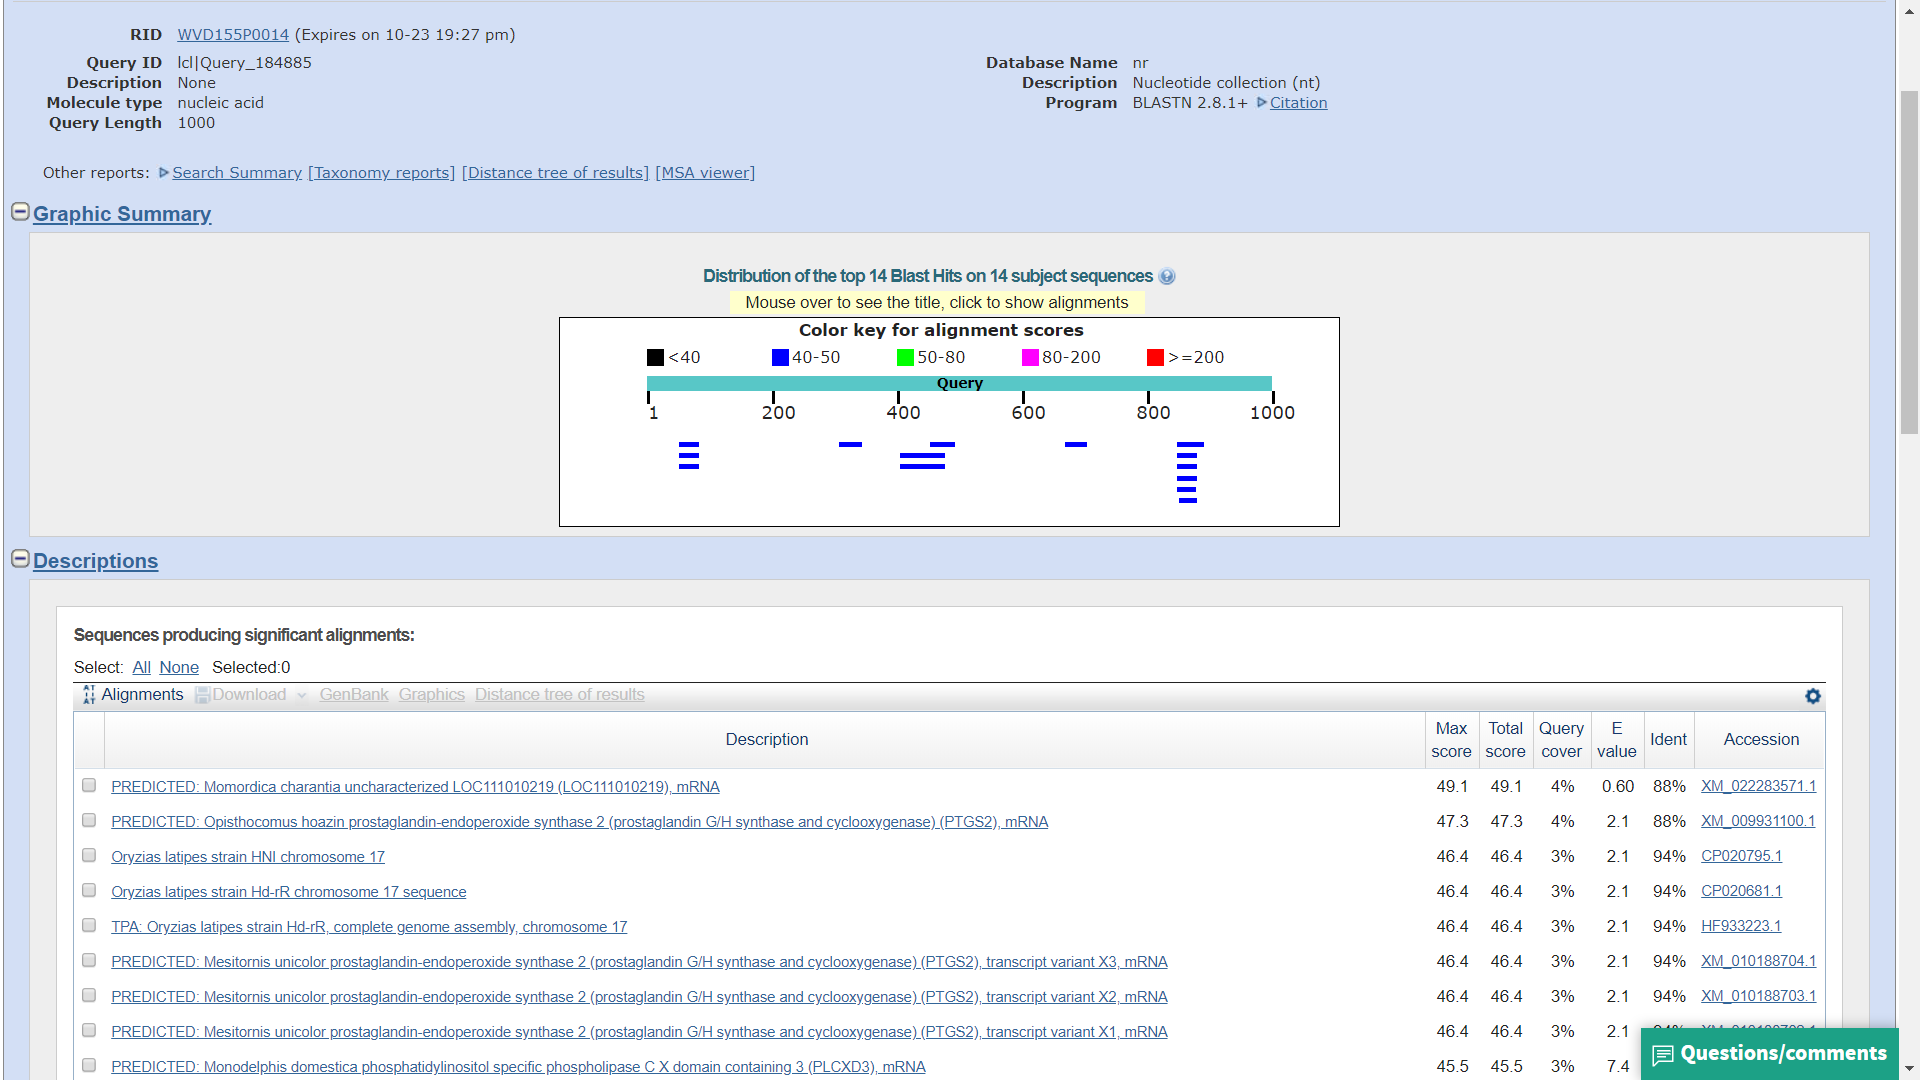 RID WVD155P0014 (Expires on 10-23 19:27 pm)
Query ID lcl|Query_184885
Description None
Molecule type nucleic acid
Query Length 1000
Database Name nr
Description Nucleotide collection (nt)
Program BLASTN 2.8.1+ Citation
Other reports: Search Summary [Taxonomy reports] [Distance tree of results] [MSA viewer]
Graphic Summary
Distribution of the top 14 Blast Hits on 14 subject sequences
Mouse over to see the title, click to show alignments
Color key for alignment scores
<40 40-50 50-80 80-200 >=200
Query
1 200 400 600 800 1000
Descriptions
Sequences producing significant alignments:
Select: All None Selected:0
Alignments Download GenBank Graphics Distance tree of results
Description Max score Total score Query cover E value Ident Accession
PREDICTED: Momordica charantia uncharacterized LOC111010219 (LOC111010219), mRNA 49.1 49.1 4% 0.60 88% XM_022283571.1
PREDICTED: Opisthocomus hoazin prostaglandin-endoperoxide synthase 2 (prostaglandin G/H synthase and cyclooxygenase) (PTGS2), mRNA 47.3 47.3 4% 2.1 88% XM_009931100.1
Oryzias latipes strain HNI chromosome 17 46.4 46.4 3% 2.1 94% CP020795.1
Oryzias latipes strain Hd-rR chromosome 17 sequence 46.4 46.4 3% 2.1 94% CP020681.1
TPA: Oryzias latipes strain Hd-rR, complete genome assembly, chromosome 17 46.4 46.4 3% 2.1 94% HF933223.1
PREDICTED: Mesitornis unicolor prostaglandin-endoperoxide synthase 2 (prostaglandin G/H synthase and cyclooxygenase) (PTGS2), transcript variant X3, mRNA 46.4 46.4 3% 2.1 94% XM_010188704.1
PREDICTED: Mesitornis unicolor prostaglandin-endoperoxide synthase 2 (prostaglandin G/H synthase and cyclooxygenase) (PTGS2), transcript variant X2, mRNA 46.4 46.4 3% 2.1 94% XM_010188703.1
PREDICTED: Mesitornis unicolor prostaglandin-endoperoxide synthase 2 (prostaglandin G/H synthase and cyclooxygenase) (PTGS2), transcript variant X1, mRNA 46.4 46.4 3% 2.1
PREDICTED: Monodelphis domestica phosphatidylinositol specific phospholipase C X domain containing 3 (PLCXD3), mRNA 45.5 45.5 3% 7.4
Questions/comments